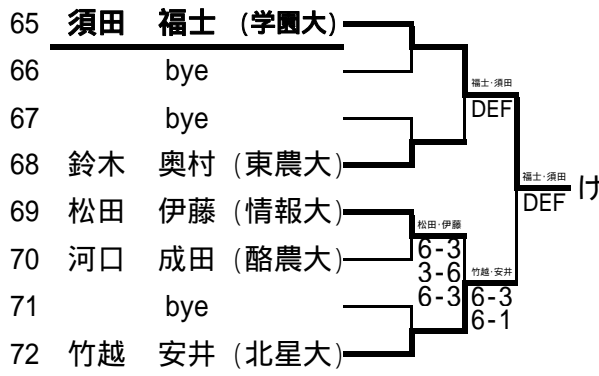 65 須田 福士 (学園大)
66 bye
福士・須田
67 bye
DEF
68 鈴木 奥村 (東農大)
福士・須田
け
DEF
69 松田 伊藤 (情報大)
松田・伊藤
6-3
3-6
6-3
70 河口 成田 (酪農大)
竹越・安井
6-3
6-1
71 bye
72 竹越 安井 (北星大)